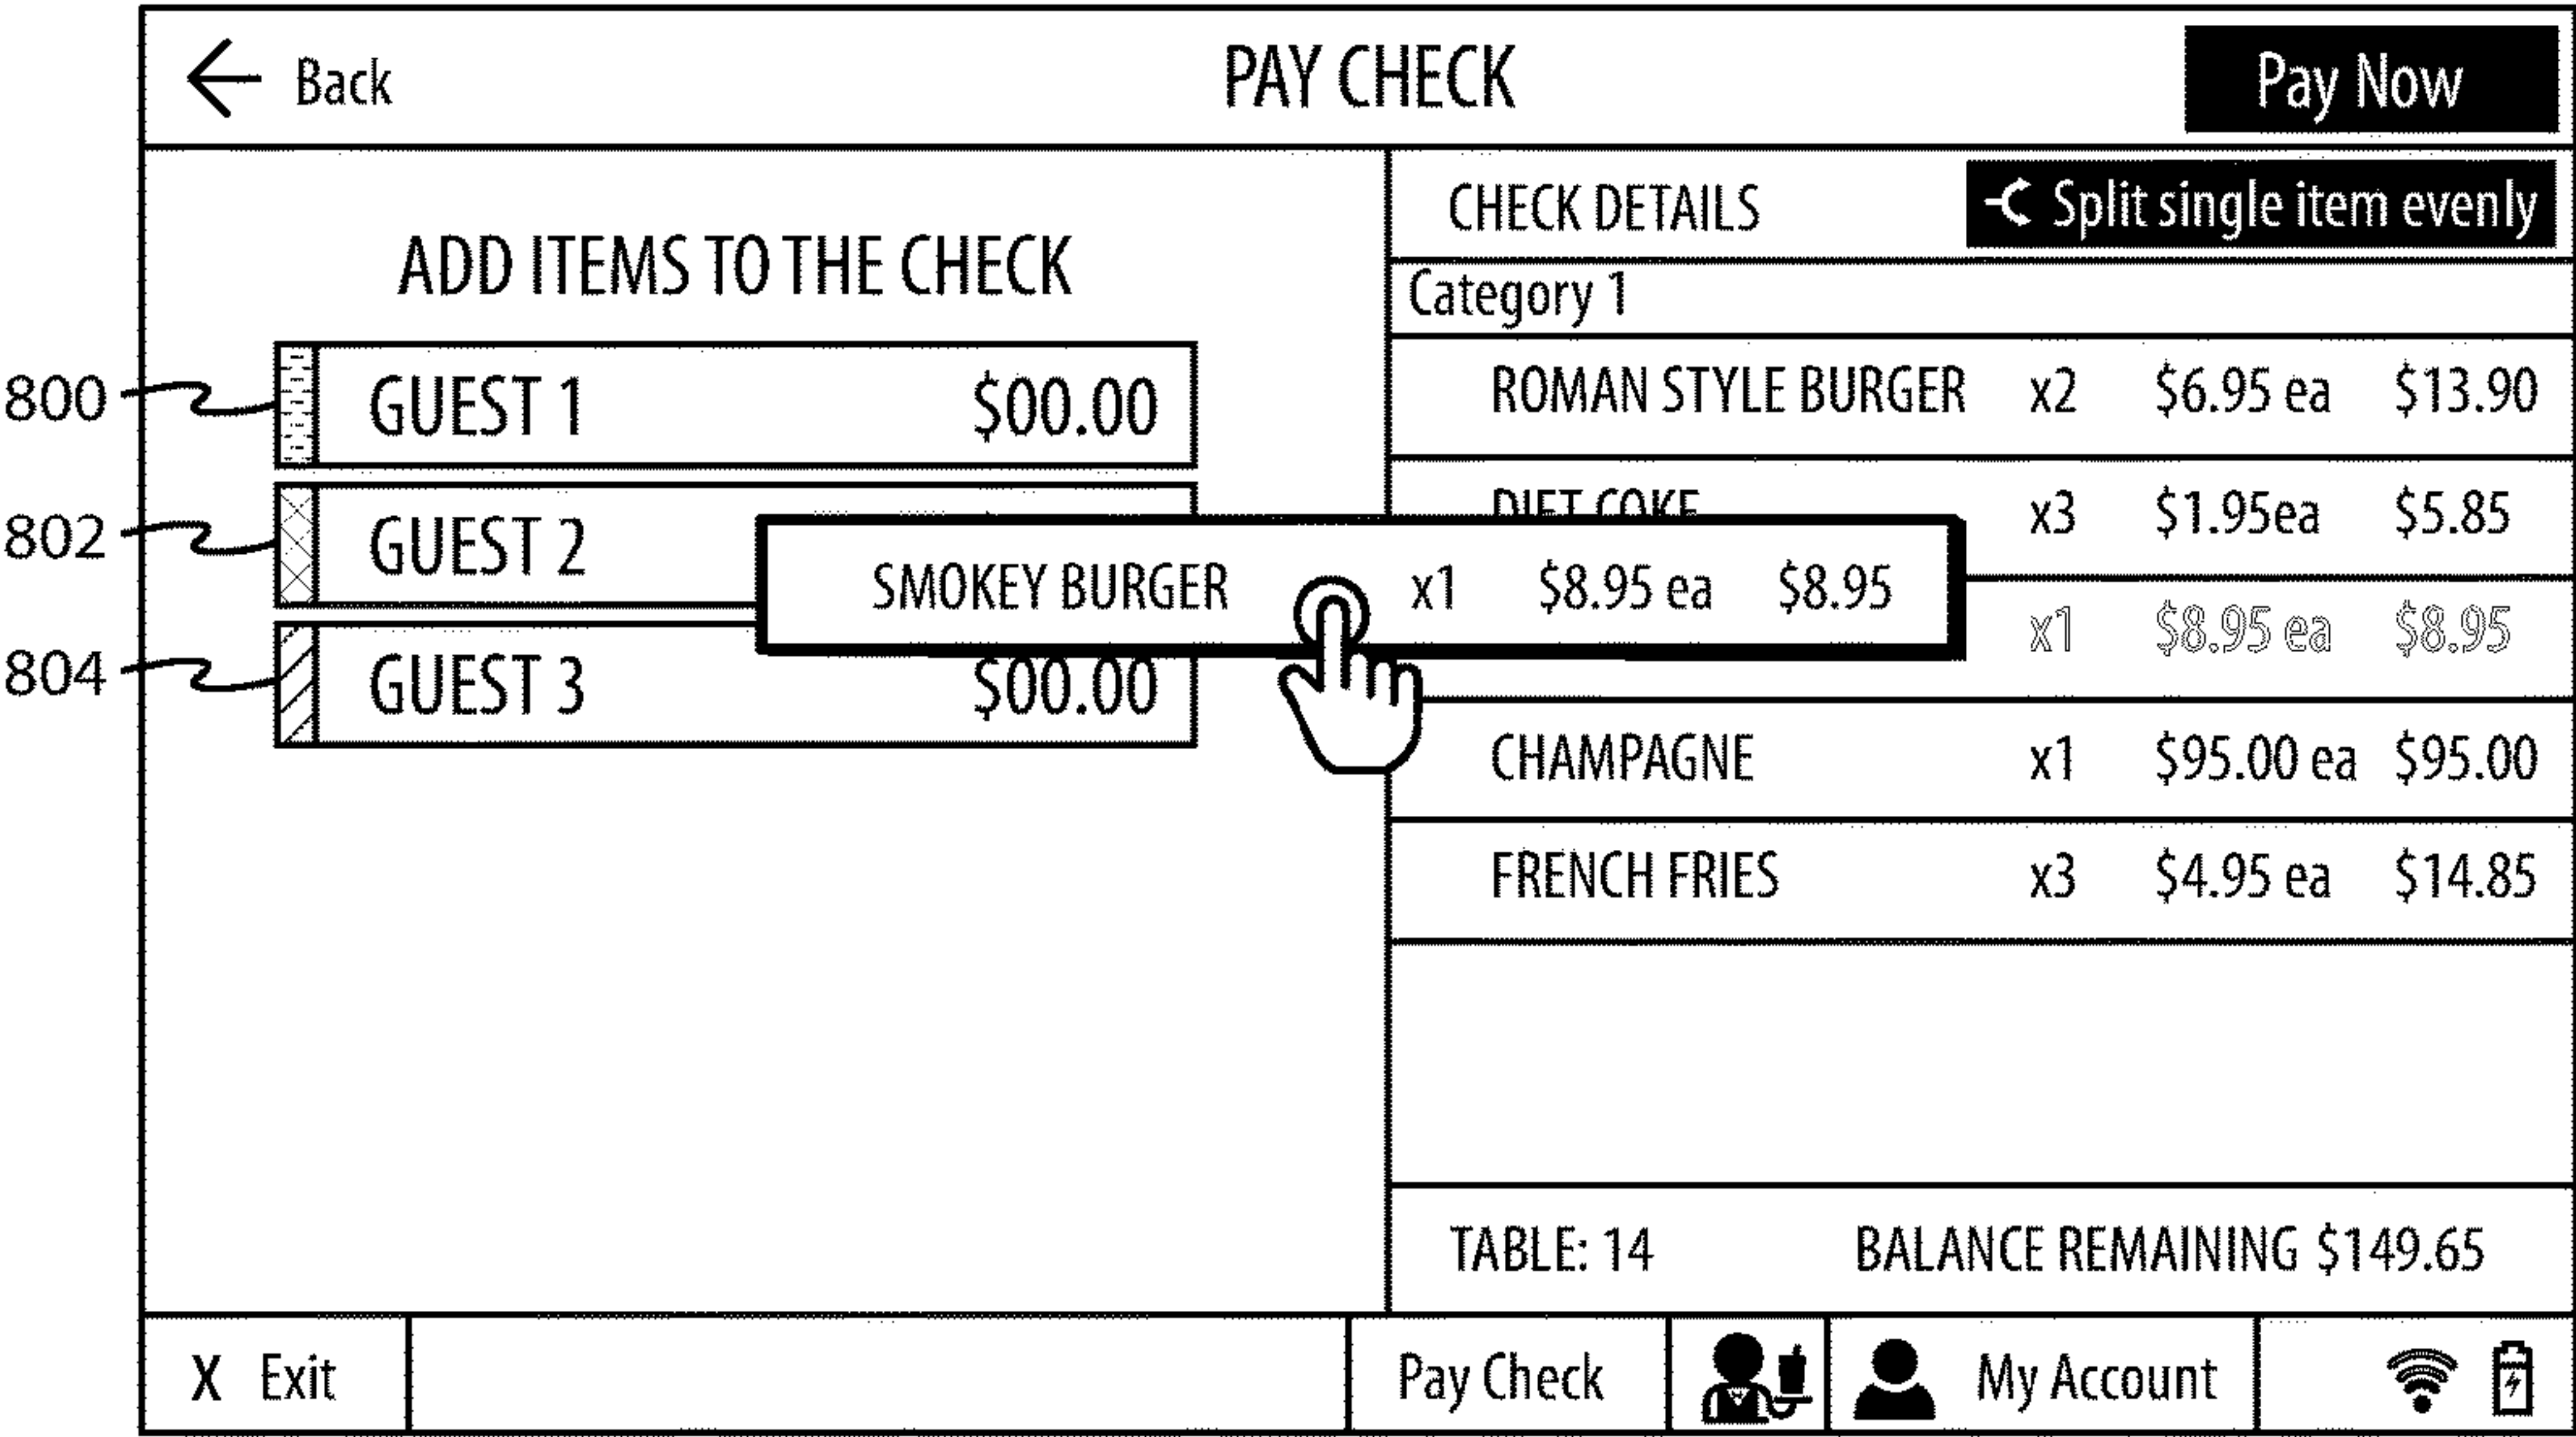 Back
PAY CHECK
Pay Now
ADD ITEMS TO THE CHECK
800
GUEST 1 $00.00
802
GUEST 2
804
GUEST 3 $00.00
SMOKEY BURGER x1 $8.95 ea $8.95
CHECK DETAILS
Split single item evenly
Category 1
ROMAN STYLE BURGER x2 $6.95 ea $13.90
DIET COKE x3 $1.95ea $5.85
x1 $8.95 ea $8.95
CHAMPAGNE x1 $95.00 ea $95.00
FRENCH FRIES x3 $4.95 ea $14.85
TABLE: 14 BALANCE REMAINING $149.65
X Exit
Pay Check
My Account